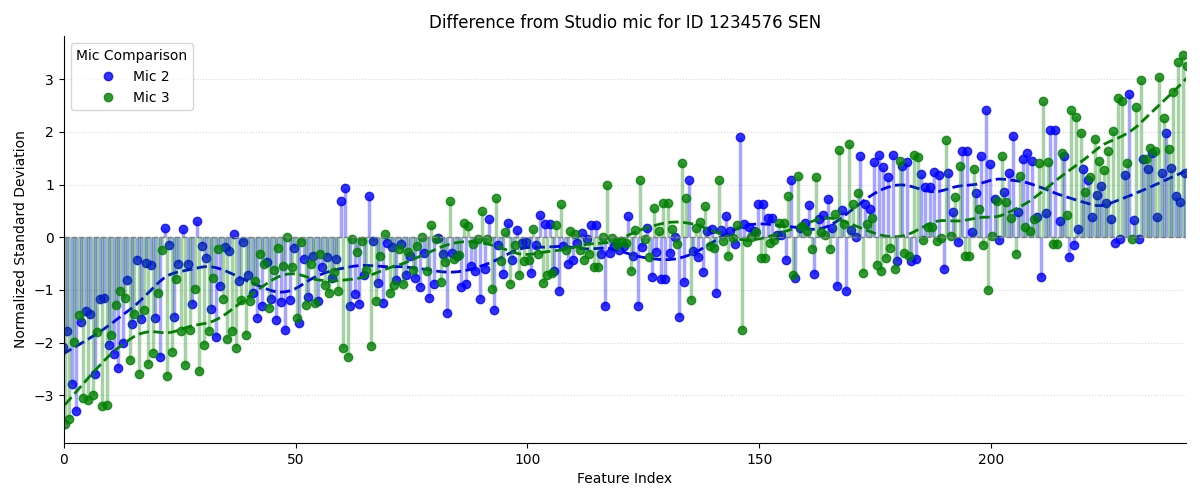 Difference from Studio mic for ID 1234576 SEN
Mic Comparison
Mic 2
Mic 3
Normalized Standard Deviation
3
2
1
0
−1
−2
−3
0 50 100 150 200
Feature Index